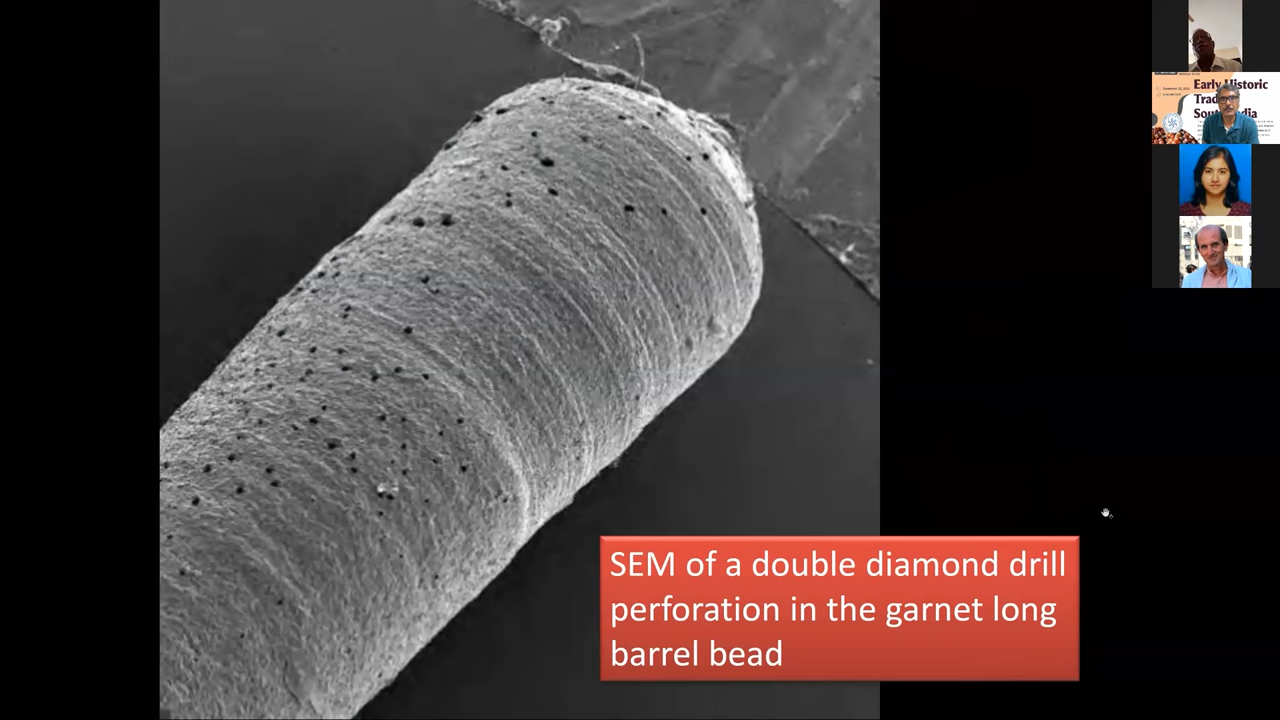 SEM of a double diamond drill
perforation in the garnet long
barrel bead
Early Historic